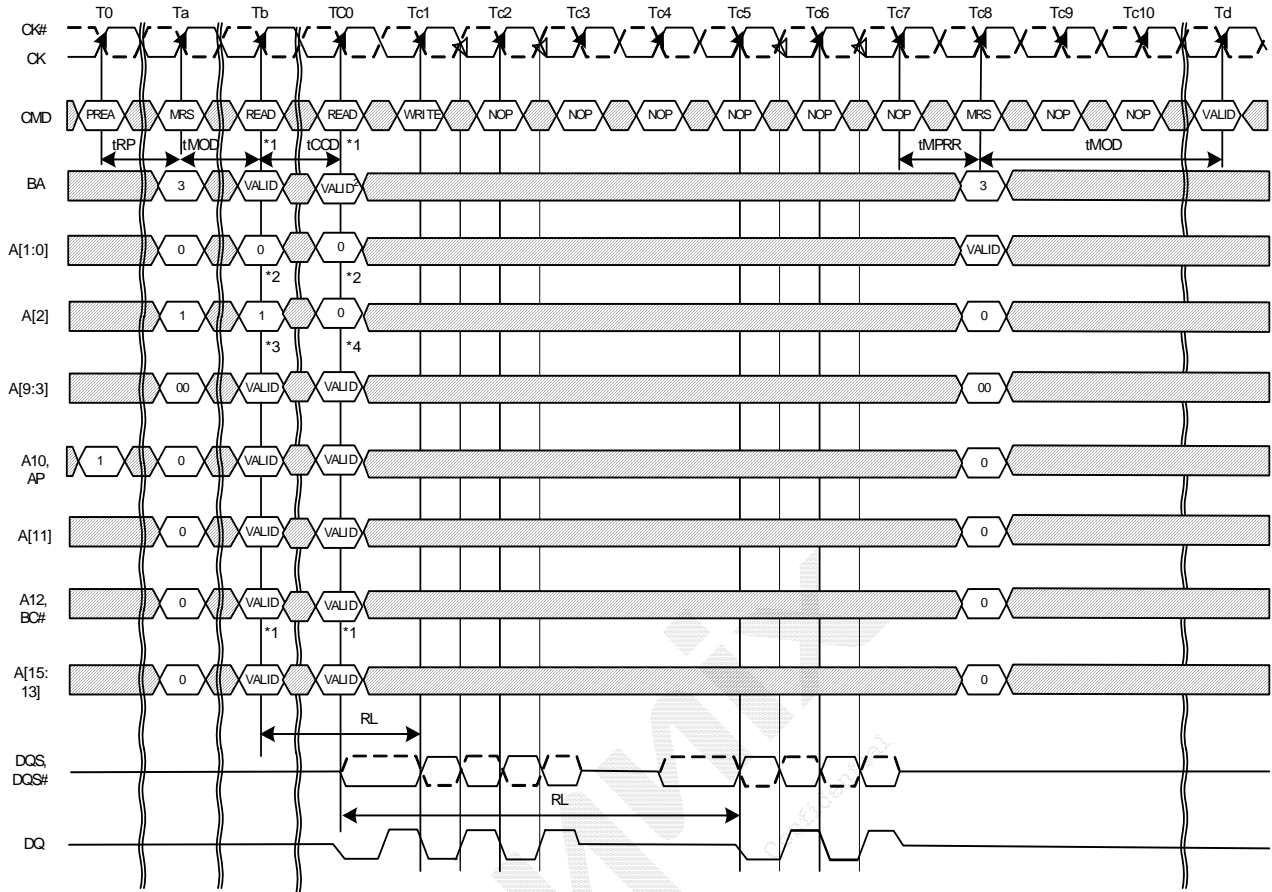 T0 Ta Tb TC0 Tc1 Tc2 Tc3 Tc4 Tc5 Tc6 Tc7 Tc8 Tc9 Tc10 Td
CK#
CK
CMD PREA MRS READ READ WRITE NOP NOP NOP NOP NOP NOP MRS NOP NOP VALID
tRP tMOD *1 tCCD *1 tMPRR tMOD
BA 3 VALID VALID2 3
A[1:0] 0 0 0 VALID
*2 *2
A[2] 1 1 0 0
*3 *4
A[9:3] 00 VALID VALID 00
A10,
AP 1 0 VALID VALID 0
A[11] 0 VALID VALID 0
A12,
BC# 0 VALID VALID 0
*1 *1
A[15:
13] 0 VALID VALID 0
RL
DQS,
DQS#
RL
DQ
Confidential